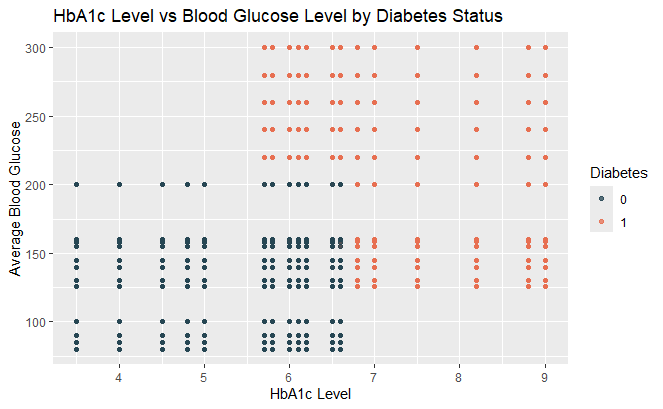 HbA1c Level vs Blood Glucose Level by Diabetes Status
Average Blood Glucose
300
250
200
150
100
4 5 6 7 8 9
HbA1c Level
Diabetes
0
1